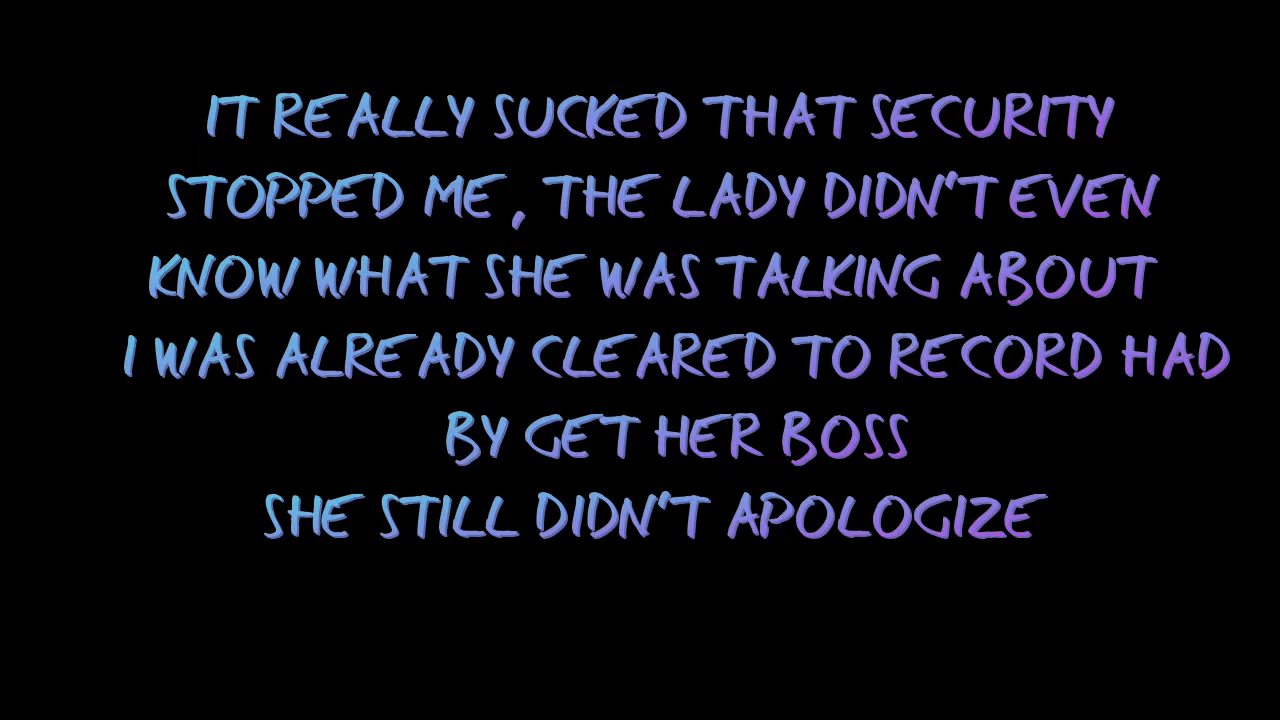 IT REALLY SUCKED THAT SECURITY
STOPPED ME , THE LADY DIDN'T EVEN
KNOW WHAT SHE WAS TALKING ABOUT
I WAS ALREADY CLEARED TO RECORD HAD
BY GET HER BOSS
SHE STILL DIDN'T APOLOGIZE